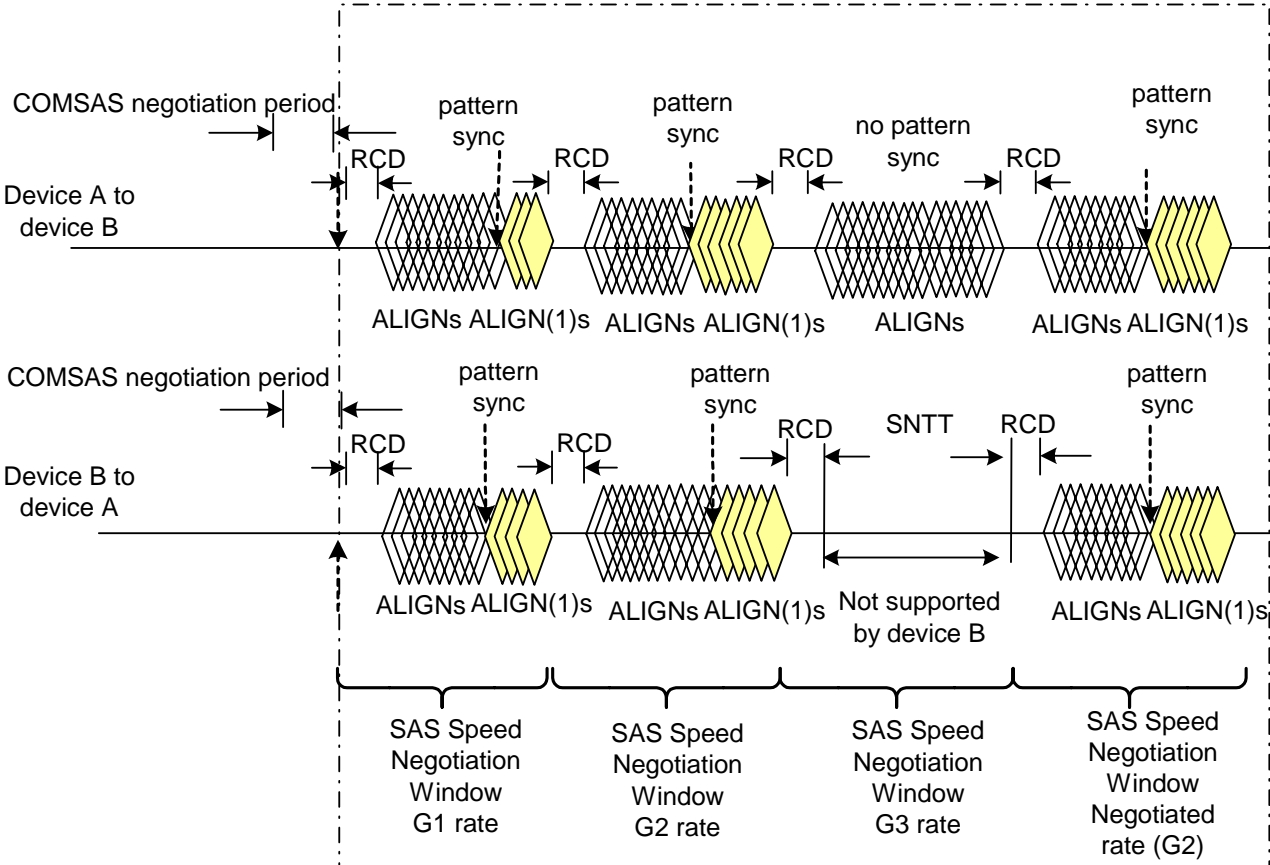 COMSAS negotiation period
pattern
sync
pattern
sync
no pattern
sync
pattern
sync
RCD
RCD
RCD
RCD
Device A to
device B
ALIGNs ALIGN(1)s
ALIGNs ALIGN(1)s
ALIGNs
ALIGNs ALIGN(1)s
COMSAS negotiation period
pattern
sync
pattern
sync
pattern
sync
RCD
RCD
RCD
SNTT
RCD
Device B to
device A
ALIGNs ALIGN(1)s
ALIGNs ALIGN(1)s
Not supported
by device B
ALIGNs ALIGN(1)s
SAS Speed
Negotiation
Window
G1 rate
SAS Speed
Negotiation
Window
G2 rate
SAS Speed
Negotiation
Window
G3 rate
SAS Speed
Negotiation
Window
Negotiated
rate (G2)